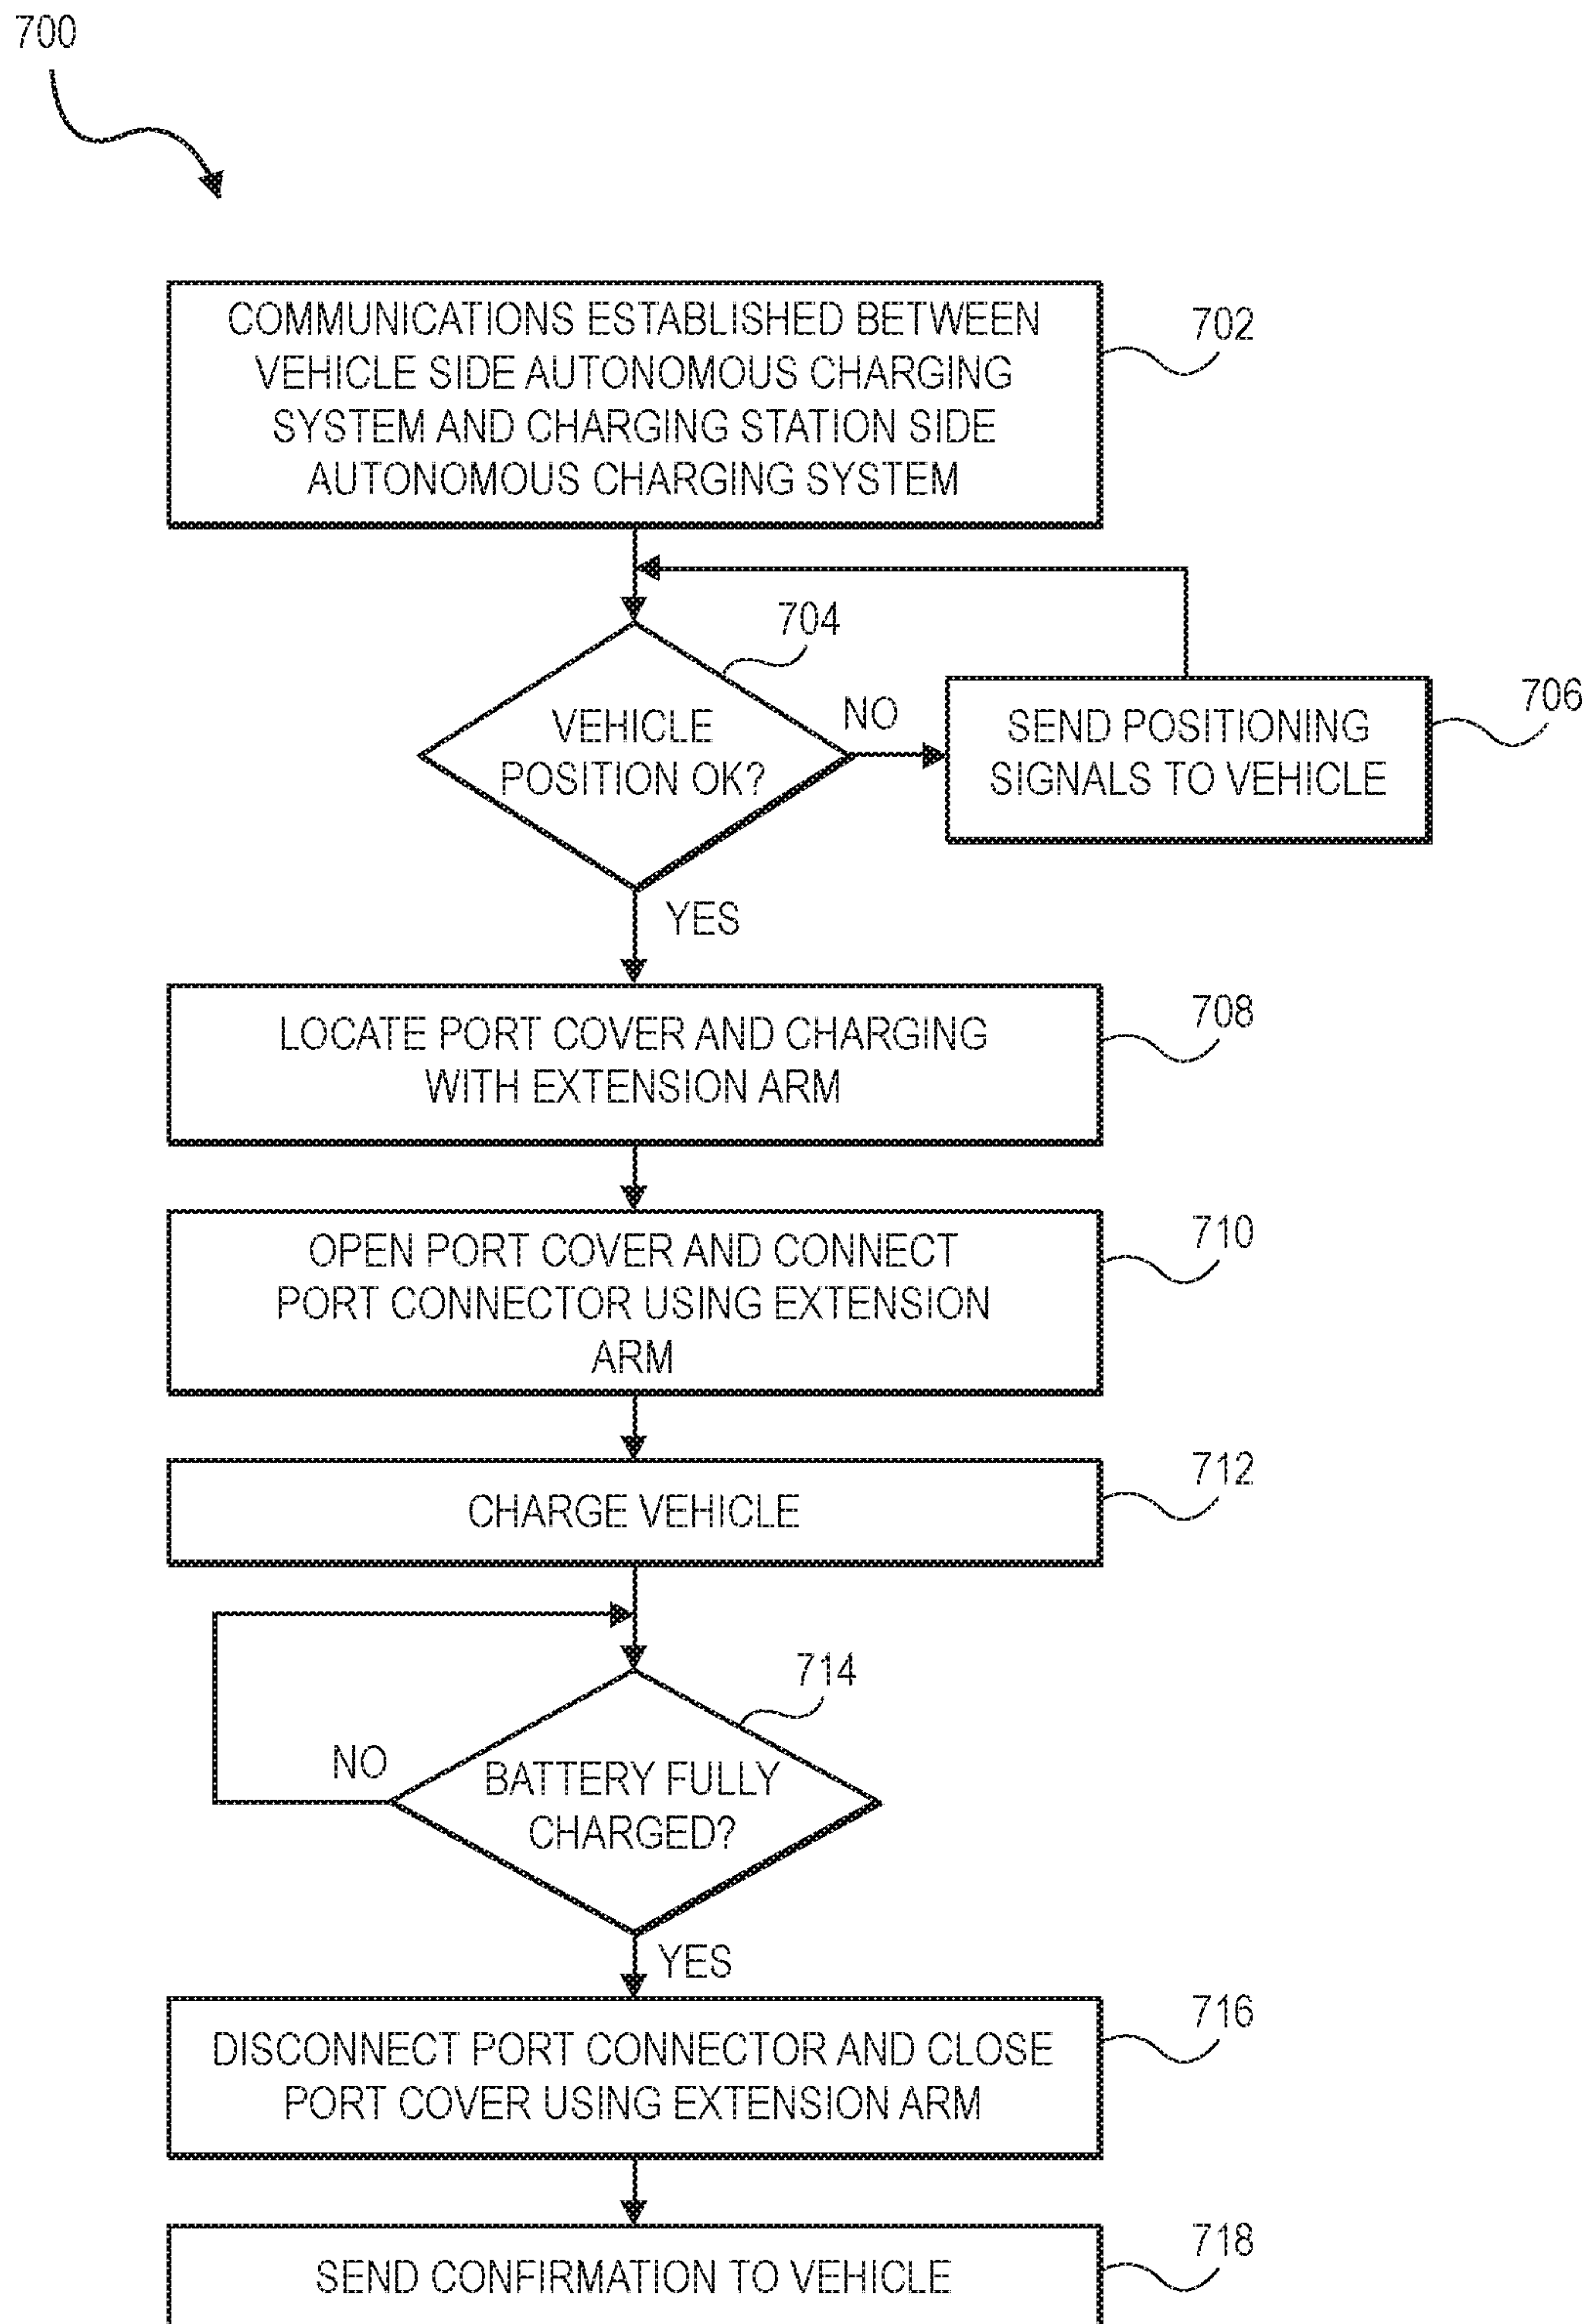 700
COMMUNICATIONS ESTABLISHED BETWEEN
VEHICLE SIDE AUTONOMOUS CHARGING
SYSTEM AND CHARGING STATION SIDE
AUTONOMOUS CHARGING SYSTEM
702
704
VEHICLE
POSITION OK?
NO
SEND POSITIONING
SIGNALS TO VEHICLE
706
YES
LOCATE PORT COVER AND CHARGING
WITH EXTENSION ARM
708
OPEN PORT COVER AND CONNECT
PORT CONNECTOR USING EXTENSION
ARM
710
CHARGE VEHICLE
712
714
NO
BATTERY FULLY
CHARGED?
YES
DISCONNECT PORT CONNECTOR AND CLOSE
PORT COVER USING EXTENSION ARM
716
SEND CONFIRMATION TO VEHICLE
718